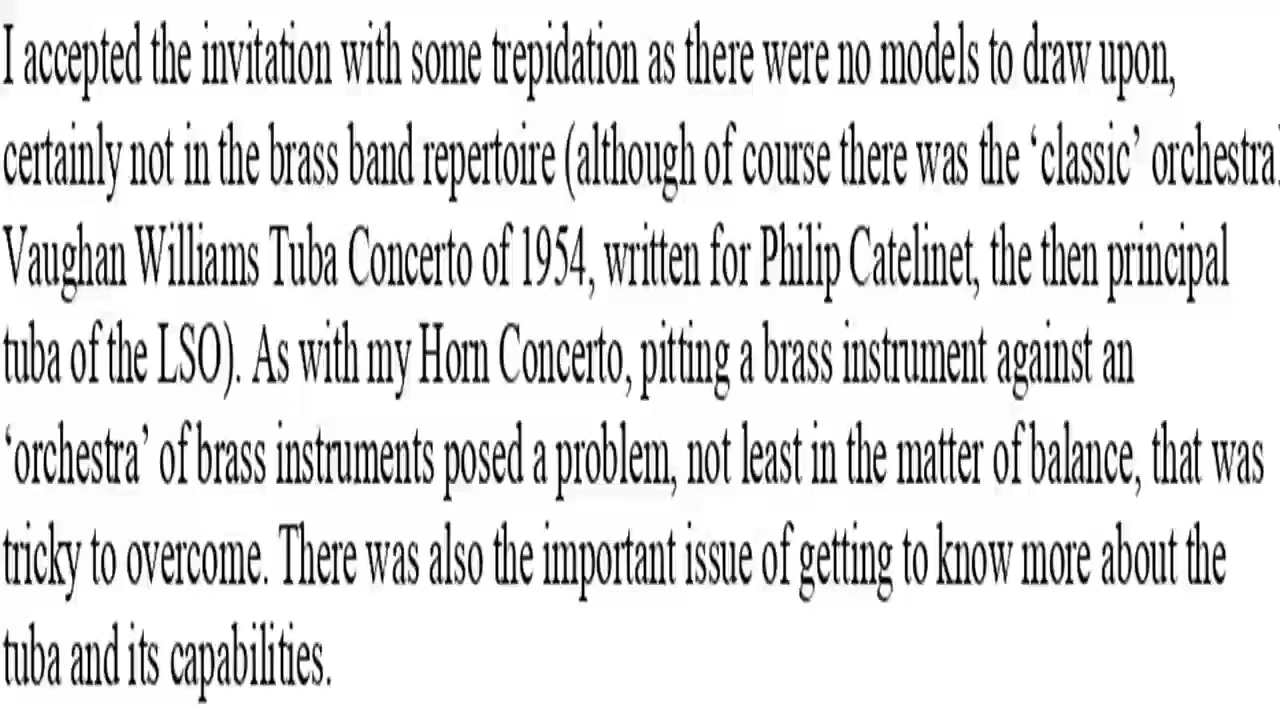 I accepted the invitation with some trepidation as there were no models to draw upon,
certainly not in the brass band repertoire (although of course there was the ‘classic’ orchestral
Vaughan Williams Tuba Concerto of 1954, written for Philip Catelinet, the then principal
tuba of the LSO). As with my Horn Concerto, pitting a brass instrument against an
‘orchestra’ of brass instruments posed a problem, not least in the matter of balance, that was
tricky to overcome. There was also the important issue of getting to know more about the
tuba and its capabilities.